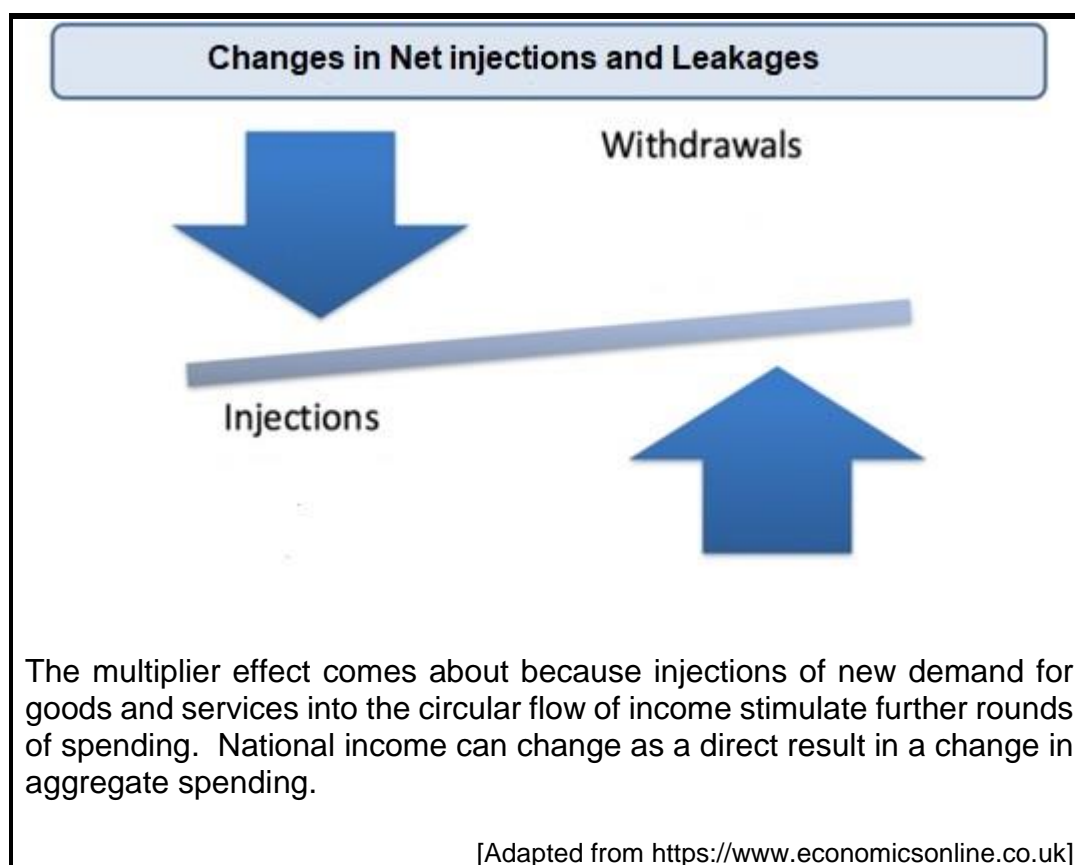 Changes in Net injections and Leakages
Withdrawals
Injections
The multiplier effect comes about because injections of new demand for
goods and services into the circular flow of income stimulate further rounds
of spending. National income can change as a direct result in a change in
aggregate spending.
[Adapted from https://www.economicsonline.co.uk]